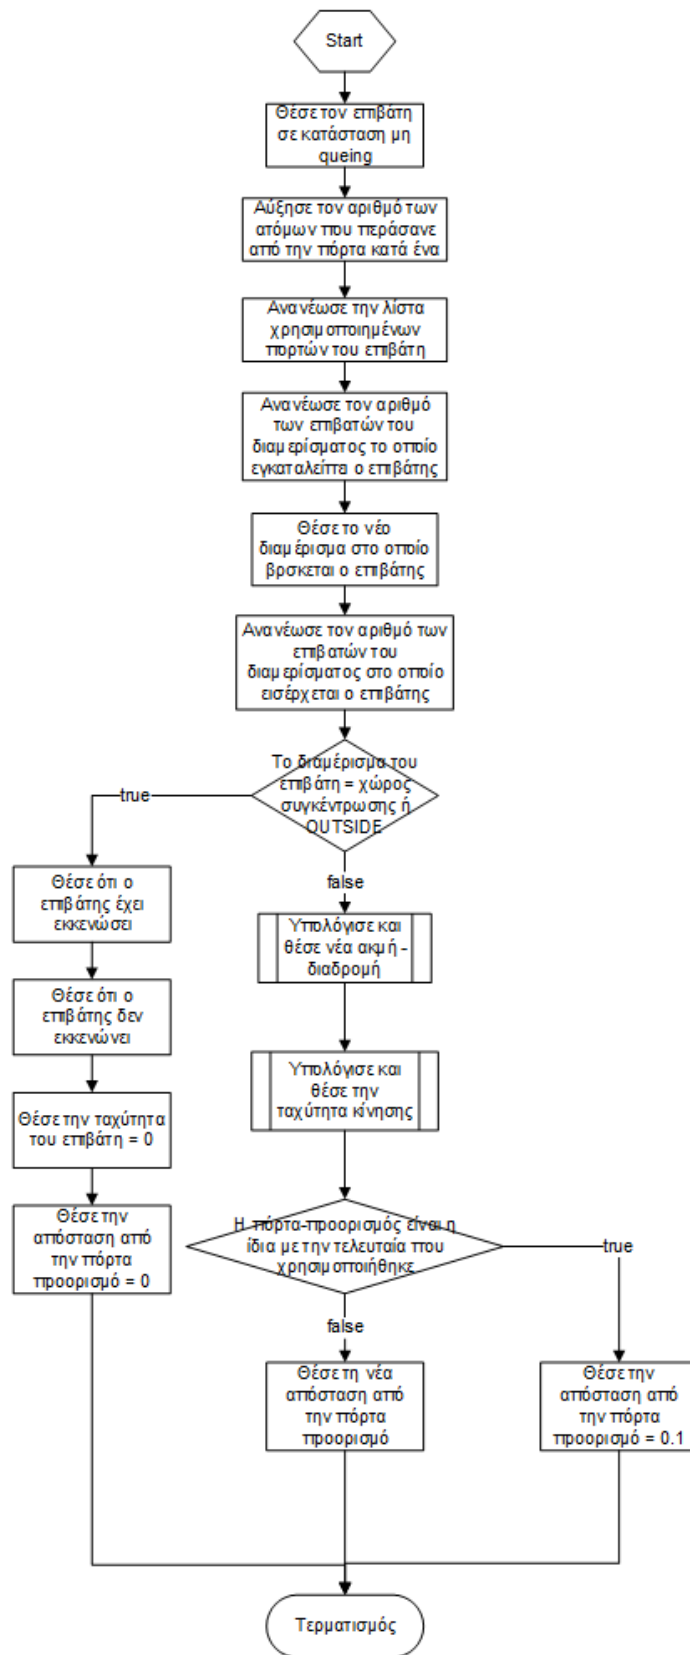 Start
Θέσε τον επιβάτη
σε κατάσταση μη
queing
Αύξησε τον αριθμό των
ατόμων που περάσανε
από την πόρτα κατά ένα
Ανανέωσε την λίστα
χρησιμοποιημένων
πορτών του επιβάτη
Ανανέωσε τον αριθμό
των επιβατών του
διαμερίσματος το οποίο
εγκαταλείπει ο επιβάτης
Θέσε το νέο
διαμέρισμα στο οποίο
βρσκεται ο επιβάτης
Ανανέωσε τον αριθμό των
επιβατών του
διαμερίσματος στο οποίο
εισέρχεται ο επιβάτης
Το διαμέρισμα του
επιβάτη = χώρος
συγκέντρωσης ή
OUTSIDE
true
false
Θέσε ότι ο
επιβάτης έχει
εκκενώσει
Θέσε ότι ο
επιβάτης δεν
εκκενώνει
Θέσε την ταχύτητα
του επιβάτη = 0
Θέσε την
απόσταση από
την πόρτα
προορισμό = 0
Υπολόγισε και
θέσε νέα ακμή -
διαδρομή
Υπολόγισε και
θέσε την
ταχύτητα κίνησης
Η πόρτα-προορισμός είναι η
ίδια με την τελευταία που
χρησιμοποιήθηκε
true
false
Θέσε τη νέα
απόσταση από
την πόρτα
προορισμό
Θέσε την
απόσταση από
την πόρτα
προορισμό = 0.1
Τερματισμός